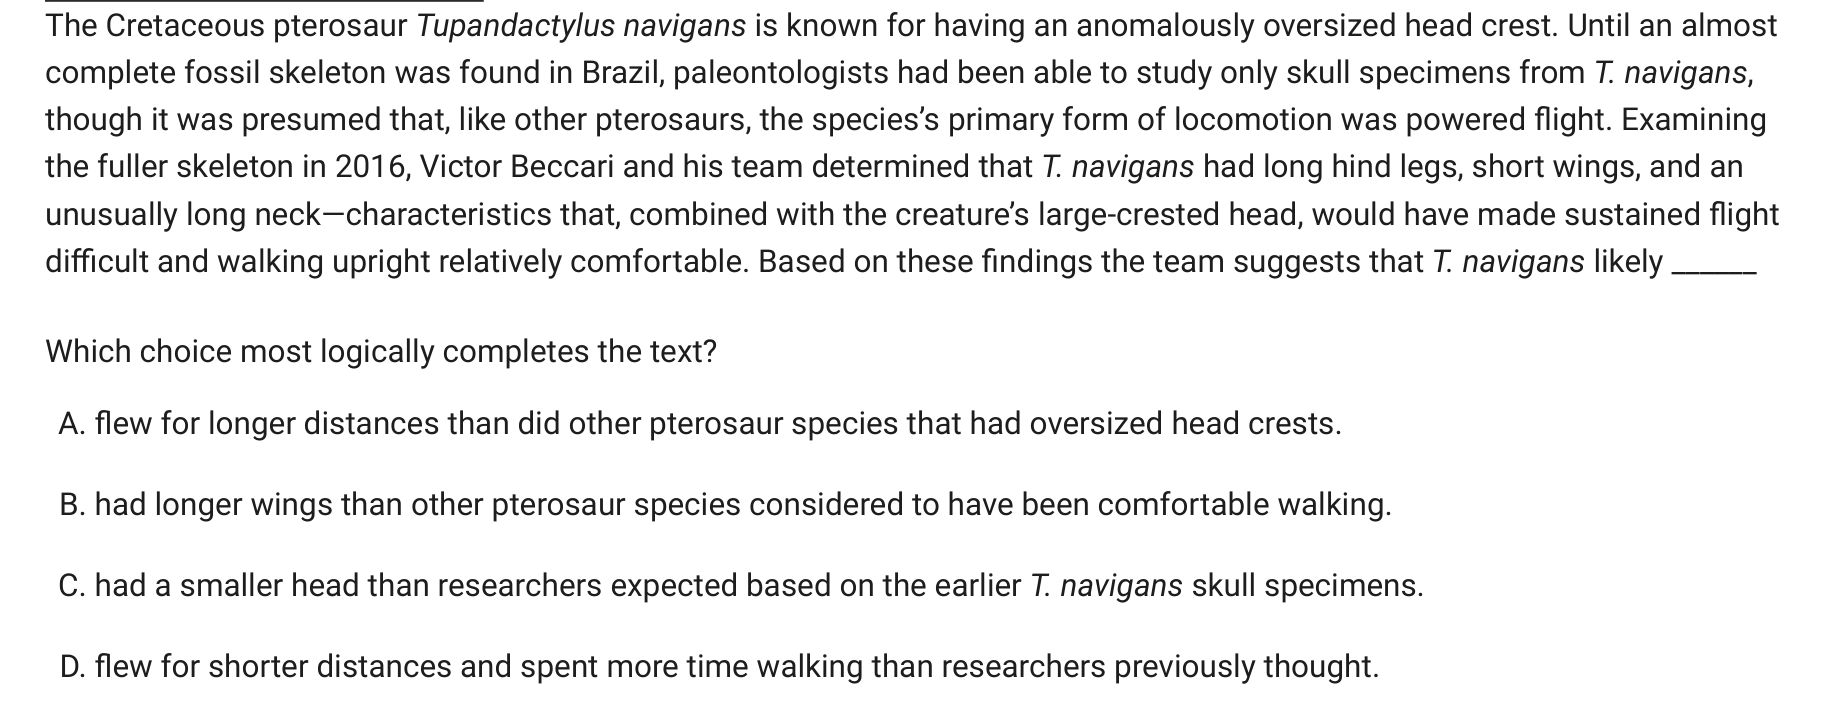 The Cretaceous pterosaur Tupandactylus navigans is known for having an anomalously oversized head crest. Until an almost
complete fossil skeleton was found in Brazil, paleontologists had been able to study only skull specimens from T. navigans,
though it was presumed that, like other pterosaurs, the species’s primary form of locomotion was powered flight. Examining
the fuller skeleton in 2016, Victor Beccari and his team determined that T. navigans had long hind legs, short wings, and an
unusually long neck—characteristics that, combined with the creature’s large-crested head, would have made sustained flight
difficult and walking upright relatively comfortable. Based on these findings the team suggests that T. navigans likely ______
Which choice most logically completes the text?
A. flew for longer distances than did other pterosaur species that had oversized head crests.
B. had longer wings than other pterosaur species considered to have been comfortable walking.
C. had a smaller head than researchers expected based on the earlier T. navigans skull specimens.
D. flew for shorter distances and spent more time walking than researchers previously thought.